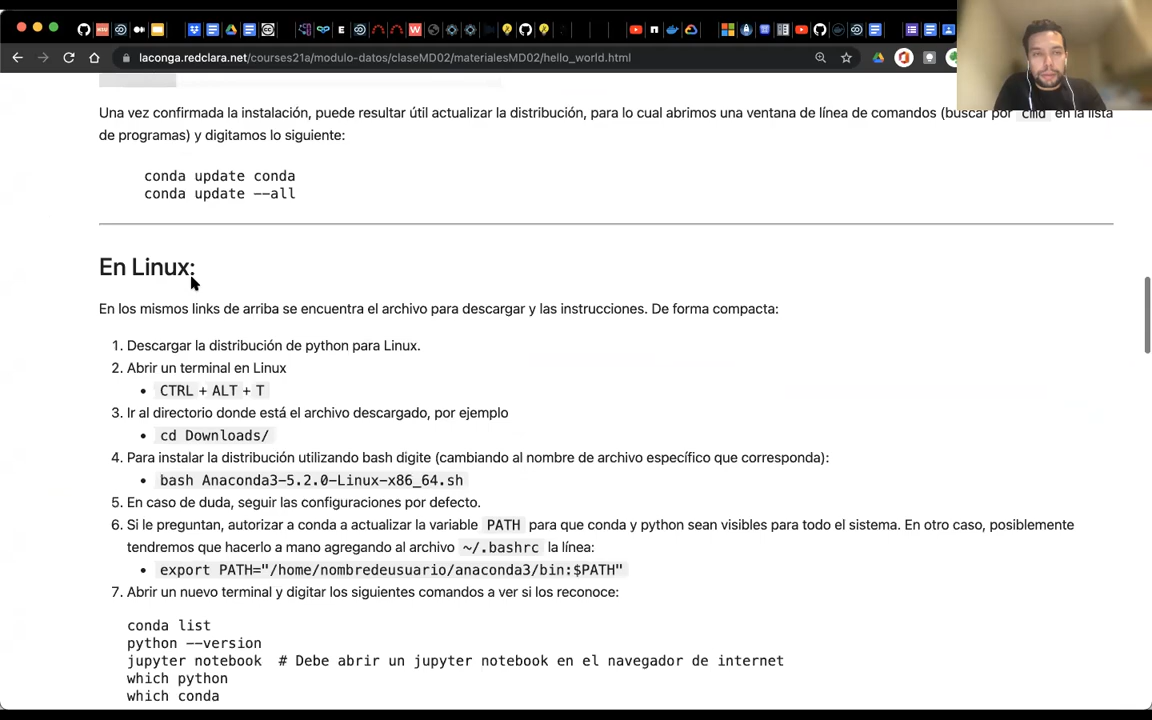 laconga.redclara.net/courses21a/modulo-datos/claseMD02/materialesMD02/hello_world.html
Una vez confirmada la instalación, puede resultar útil actualizar la distribución, para lo cual abrimos una ventana de línea de comandos (buscar por cmd en la lista
de programas) y digitamos lo siguiente:
conda update conda
conda update --all
En Linux:
En los mismos links de arriba se encuentra el archivo para descargar y las instrucciones. De forma compacta:
1. Descargar la distribución de python para Linux.
2. Abrir un terminal en Linux
• CTRL + ALT + T
3. Ir al directorio donde está el archivo descargado, por ejemplo
• cd Downloads/
4. Para instalar la distribución utilizando bash digite (cambiando al nombre de archivo específico que corresponda):
• bash Anaconda3-5.2.0-Linux-x86_64.sh
5. En caso de duda, seguir las configuraciones por defecto.
6. Si le preguntan, autorizar a conda a actualizar la variable PATH para que conda y python sean visibles para todo el sistema. En otro caso, posiblemente
tendremos que hacerlo a mano agregando al archivo ~/.bashrc la línea:
• export PATH="/home/nombredeusuario/anaconda3/bin:$PATH"
7. Abrir un nuevo terminal y digitar los siguientes comandos a ver si los reconoce:
conda list
python --version
jupyter notebook # Debe abrir un jupyter notebook en el navegador de internet
which python
which conda